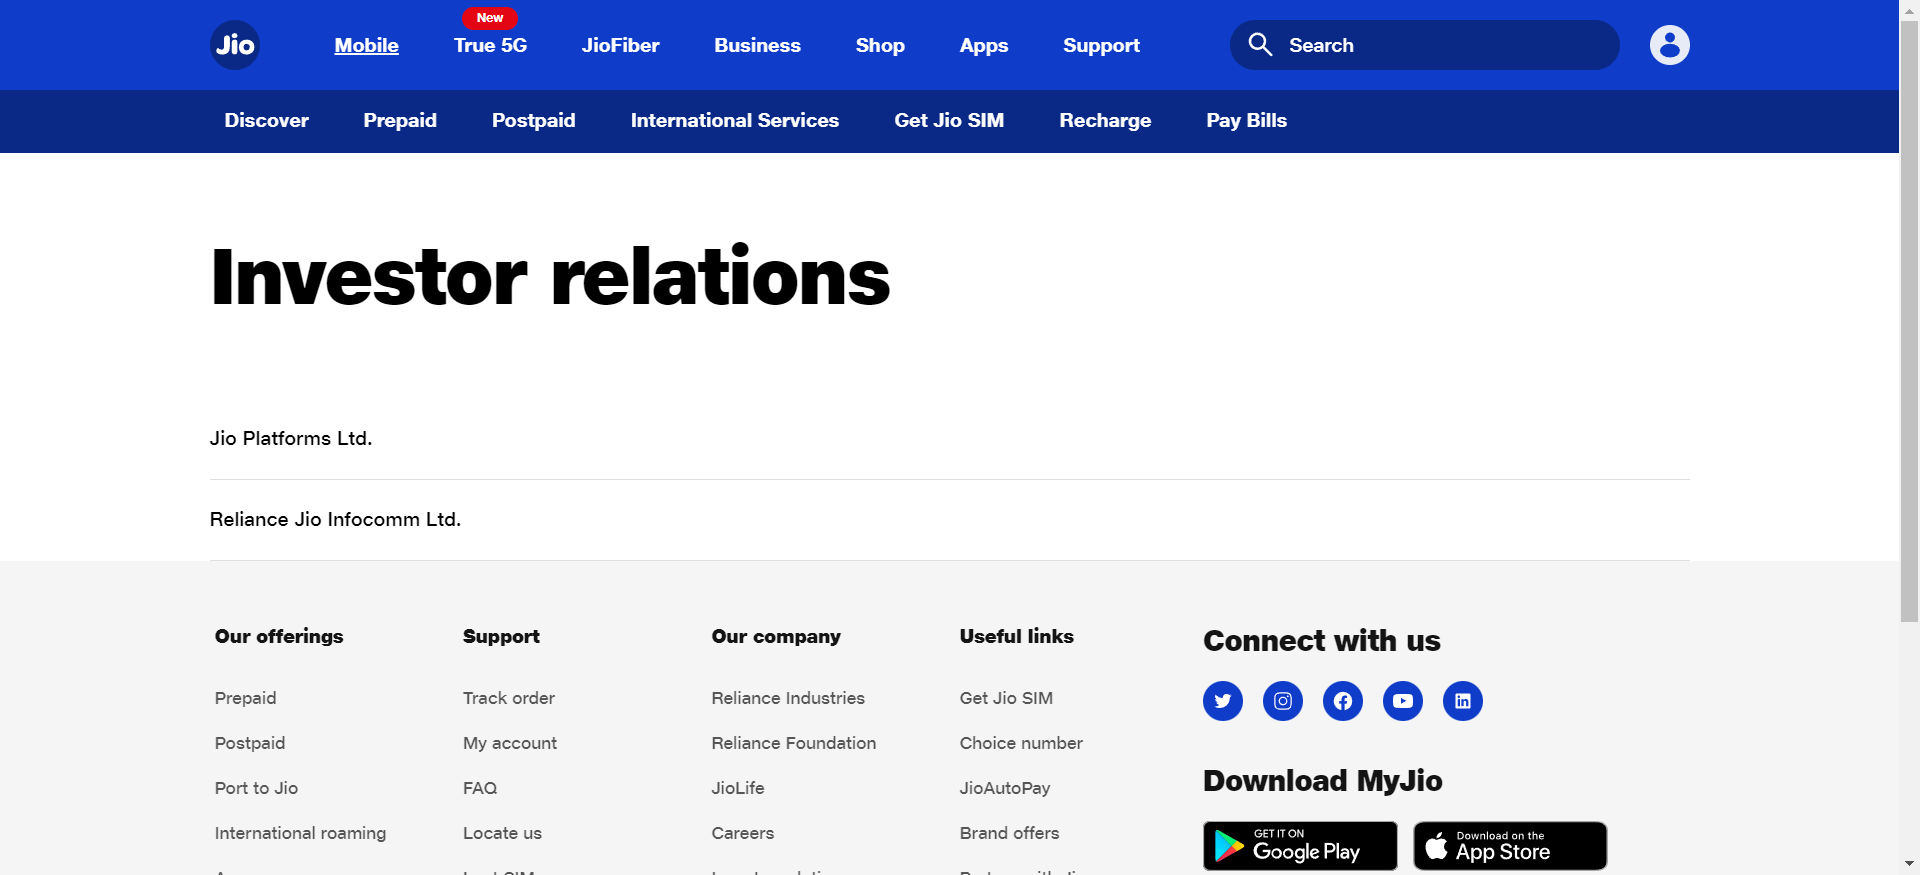 New
Jio Mobile True 5G JioFiber Business Shop Apps Support Search
Discover Prepaid Postpaid International Services Get Jio SIM Recharge Pay Bills
Investor relations
Jio Platforms Ltd.
Reliance Jio Infocomm Ltd.
Our offerings Support Our company Useful links Connect with us
Prepaid Track order Reliance Industries Get Jio SIM
Postpaid My account Reliance Foundation Choice number
Port to Jio FAQ JioLife JioAutoPay Download MyJio
International roaming Locate us Careers Brand offers
GET IT ON Download on the
Google Play App Store